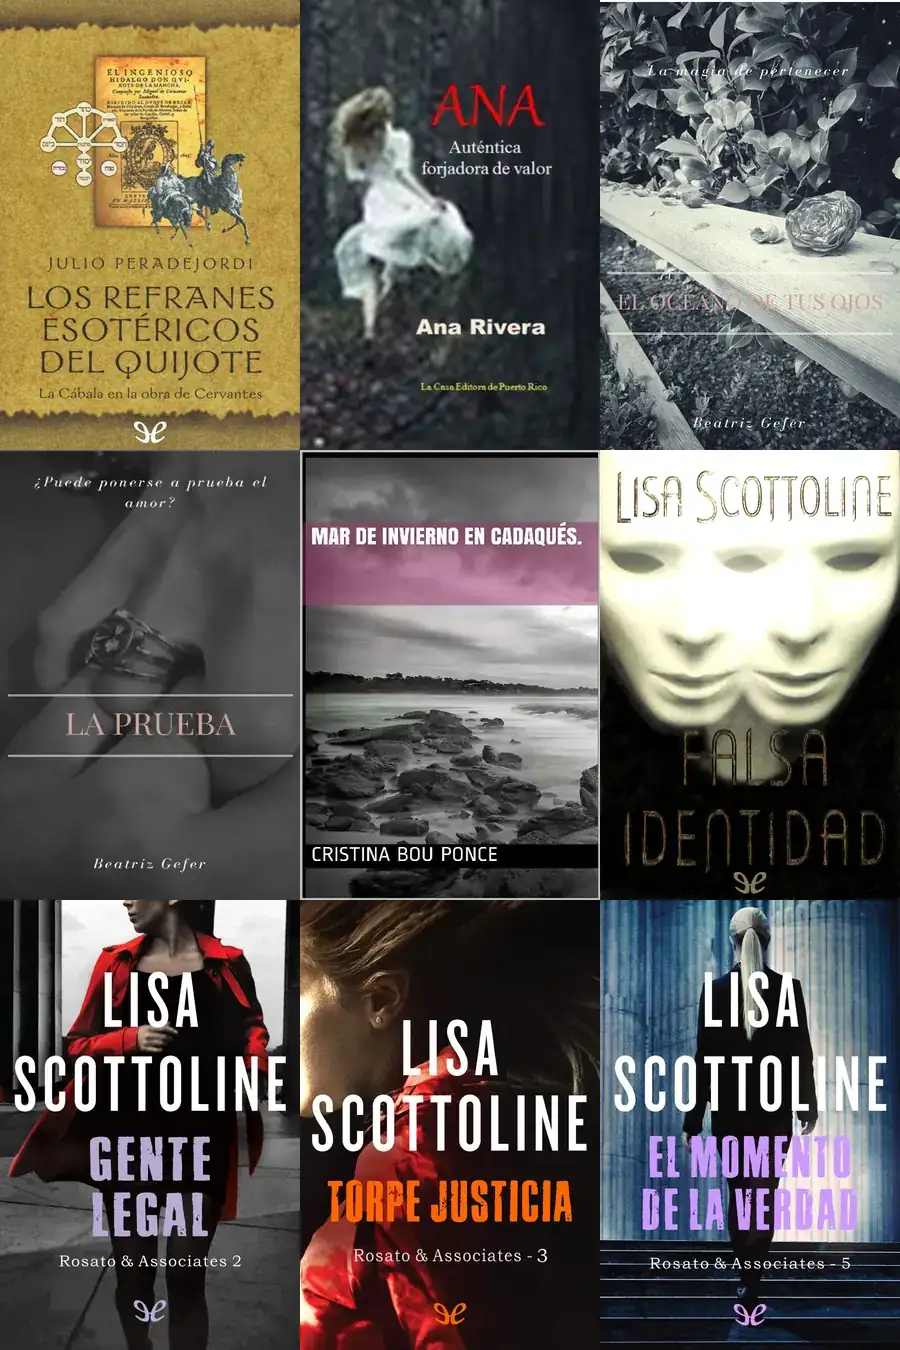 EL INGENIOSO
HIDALGO DON QVI-
XOTE DE LA MANCHA,
JULIO PERADEJORDI
LOS REFRANES
ESOTÉRICOS
DEL QUIJOTE
La Cábala en la obra de Cervantes
ANA
Auténtica
forjadora de valor
Ana Rivera
La Casa Editora de Puerto Rico
La magia de pertenecer
EL OCÉANO DE TUS OJOS
Beatriz Gefer
¿Puede ponerse a prueba el
amor?
LA PRUEBA
Beatriz Gefer
MAR DE INVIERNO EN CADAQUÉS.
CRISTINA BOU PONCE
LISA SCOTTOLINE
FALSA
IDENTIDAD
LISA
SCOTTOLINE
GENTE
LEGAL
Rosato & Associates 2
LISA
SCOTTOLINE
TORPE JUSTICIA
Rosato & Associates - 3
LISA
SCOTTOLINE
EL MOMENTO
DE LA VERDAD
Rosato & Associates - 5